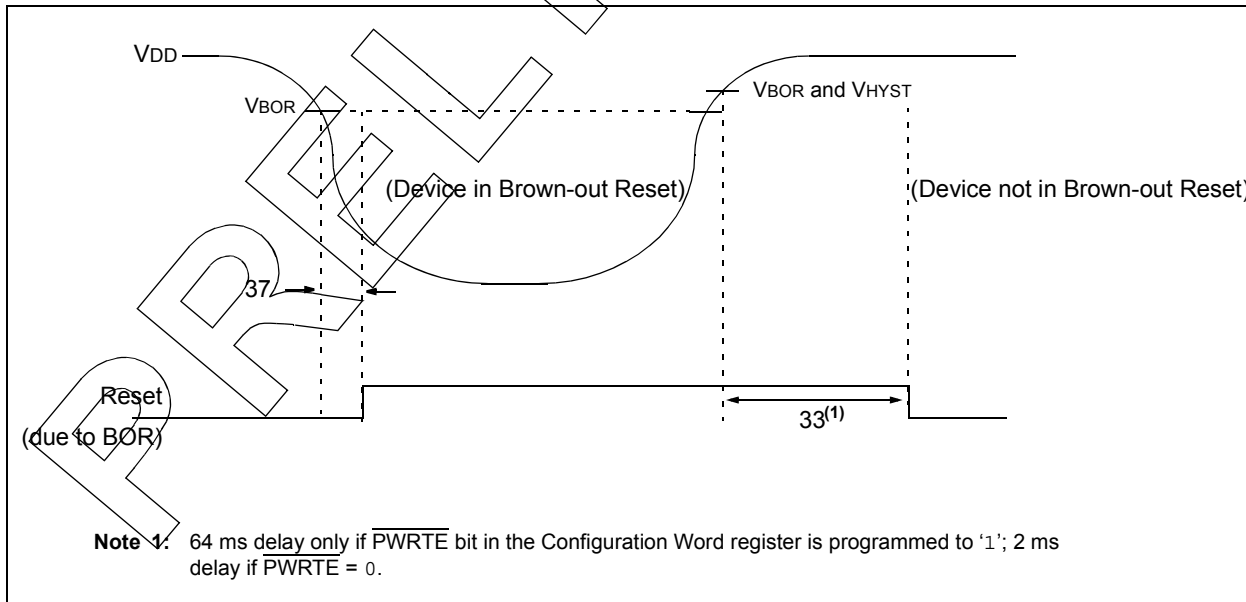 VDD
VBOR
VBOR and VHYST
(Device in Brown-out Reset)
(Device not in Brown-out Reset)
37
Reset
(due to BOR)
33(1)
Note 1: 64 ms delay only if PWRTE bit in the Configuration Word register is programmed to ‘1’; 2 ms
delay if PWRTE = 0.
PREL